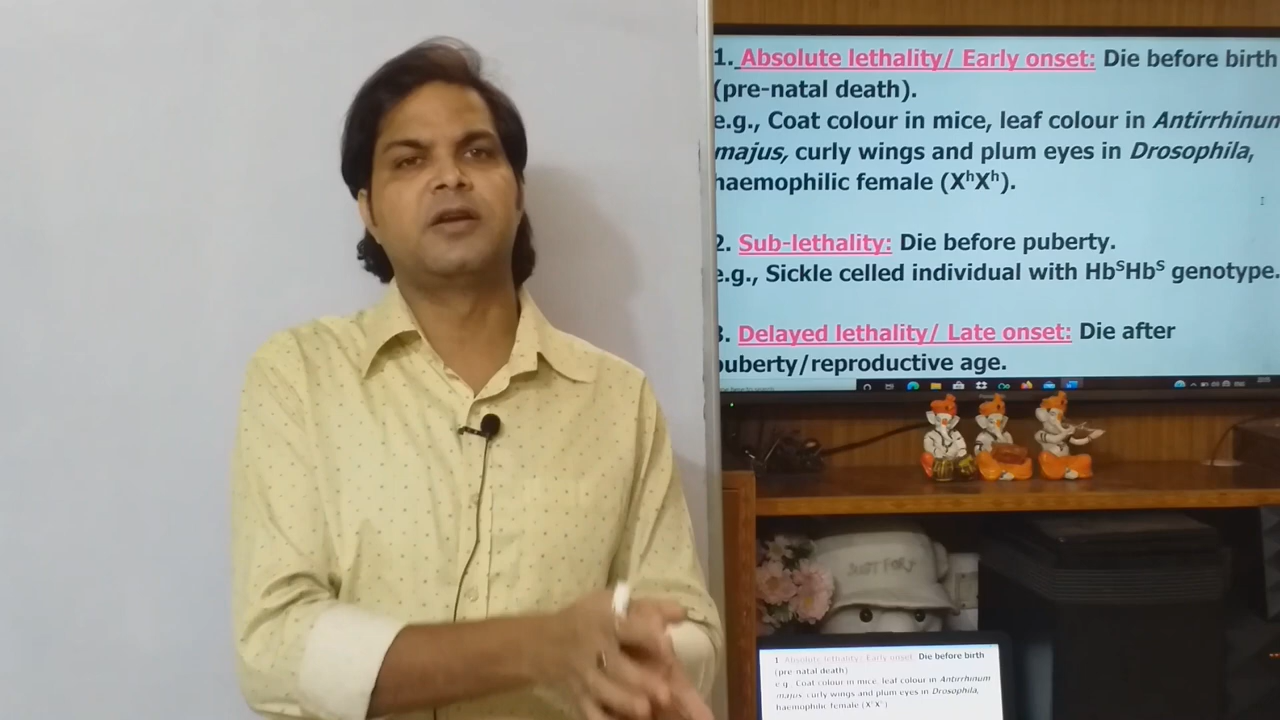 1. Absolute lethality/ Early onset: Die before birth
(pre-natal death).
e.g., Coat colour in mice, leaf colour in Antirrhinum
majus, curly wings and plum eyes in Drosophila,
haemophilic female (XʰXʰ).
2. Sub-lethality: Die before puberty.
e.g., Sickle celled individual with HbˢHbˢ genotype.
3. Delayed lethality/ Late onset: Die after
puberty/reproductive age.
JUST FOR
1. Absolute lethality/ Early onset: Die before birth
(pre-natal death)
e.g., Coat colour in mice, leaf colour in Antirrhinum
majus, curly wings and plum eyes in Drosophila,
haemophilic female